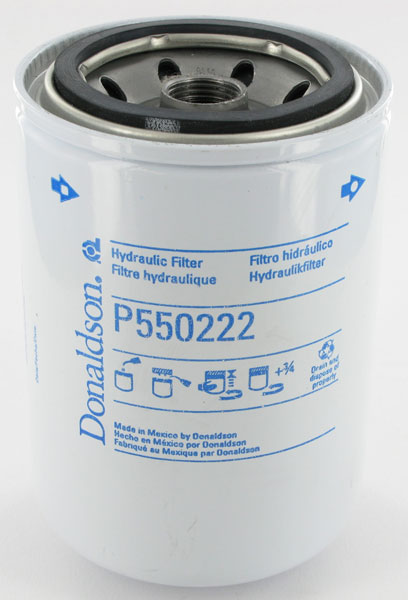 Donaldson.
Hydraulic Filter
Filtre hydraulique
Filtro hidráulico
Hydraulikfilter
P550222
+¾
Drain and
dispose of
properly
Made in Mexico by Donaldson
Hecho en México por Donaldson
Fabriqué au Mexique par Donaldson